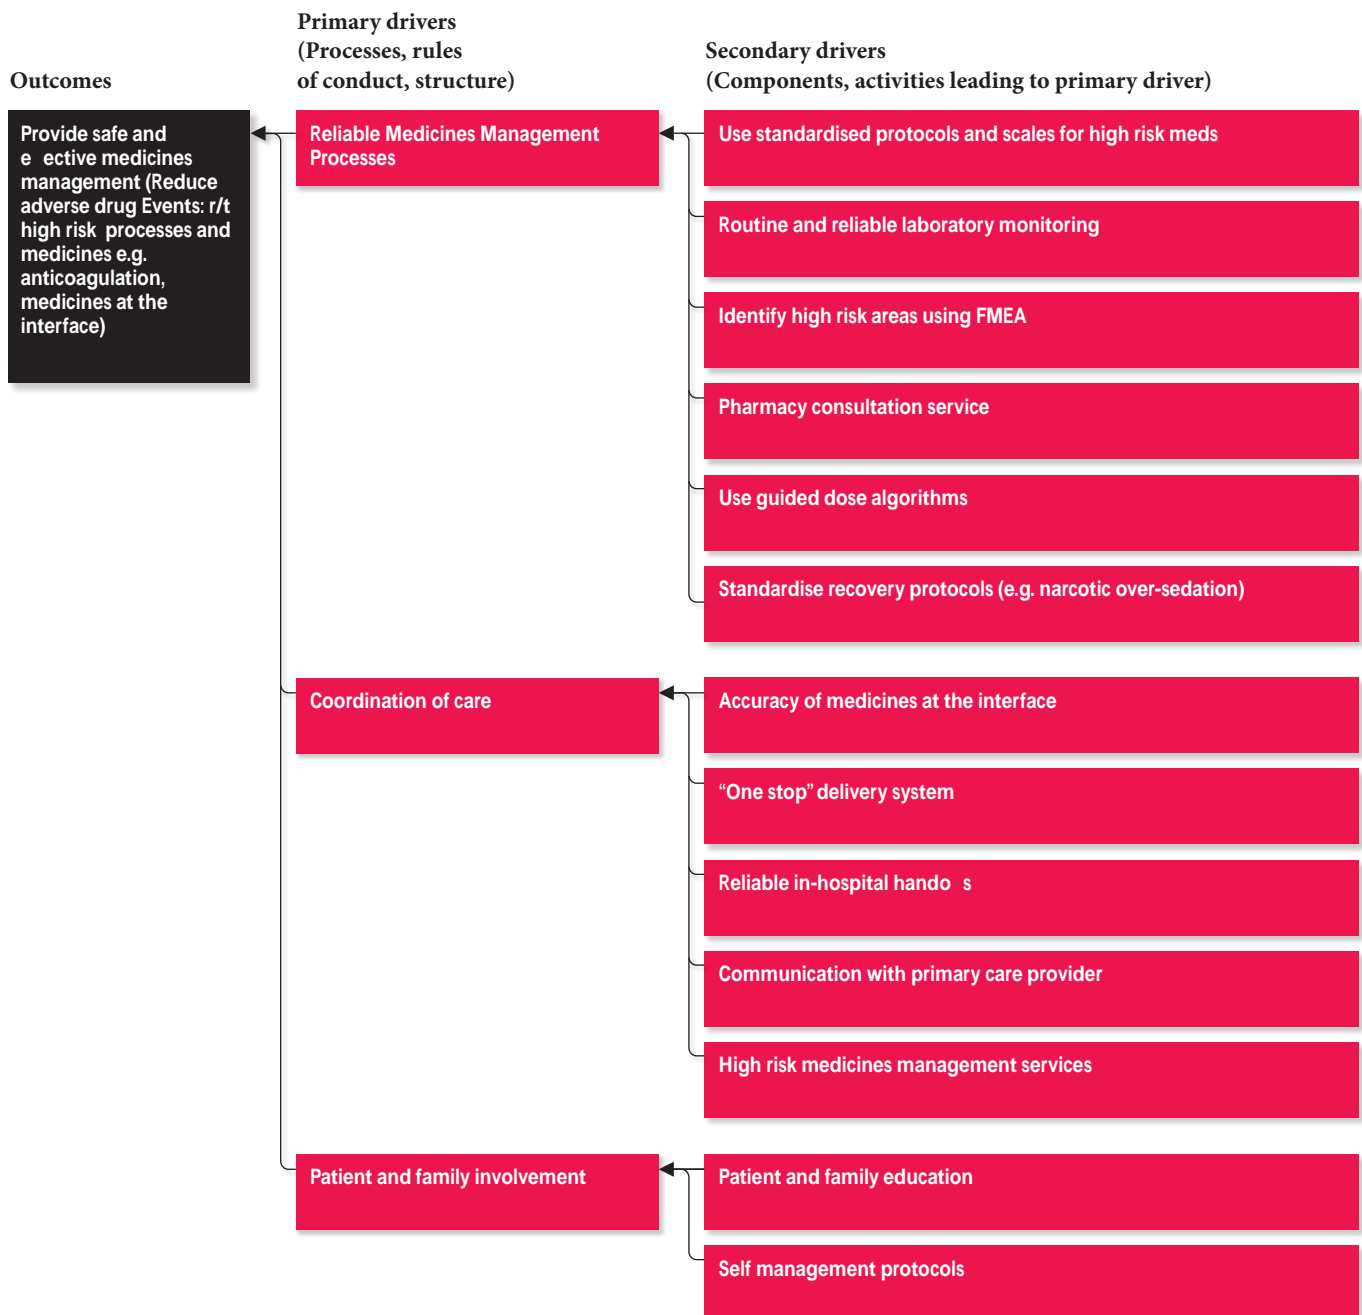 Outcomes
Primary drivers
(Processes, rules
of conduct, structure)
Secondary drivers
(Components, activities leading to primary driver)
Provide safe and
e ective medicines
management (Reduce
adverse drug Events: r/t
high risk processes and
medicines e.g.
anticoagulation,
medicines at the
interface)
Reliable Medicines Management
Processes
Use standardised protocols and scales for high risk meds
Routine and reliable laboratory monitoring
Identify high risk areas using FMEA
Pharmacy consultation service
Use guided dose algorithms
Standardise recovery protocols (e.g. narcotic over-sedation)
Coordination of care
Accuracy of medicines at the interface
“One stop” delivery system
Reliable in-hospital hando s
Communication with primary care provider
High risk medicines management services
Patient and family involvement
Patient and family education
Self management protocols